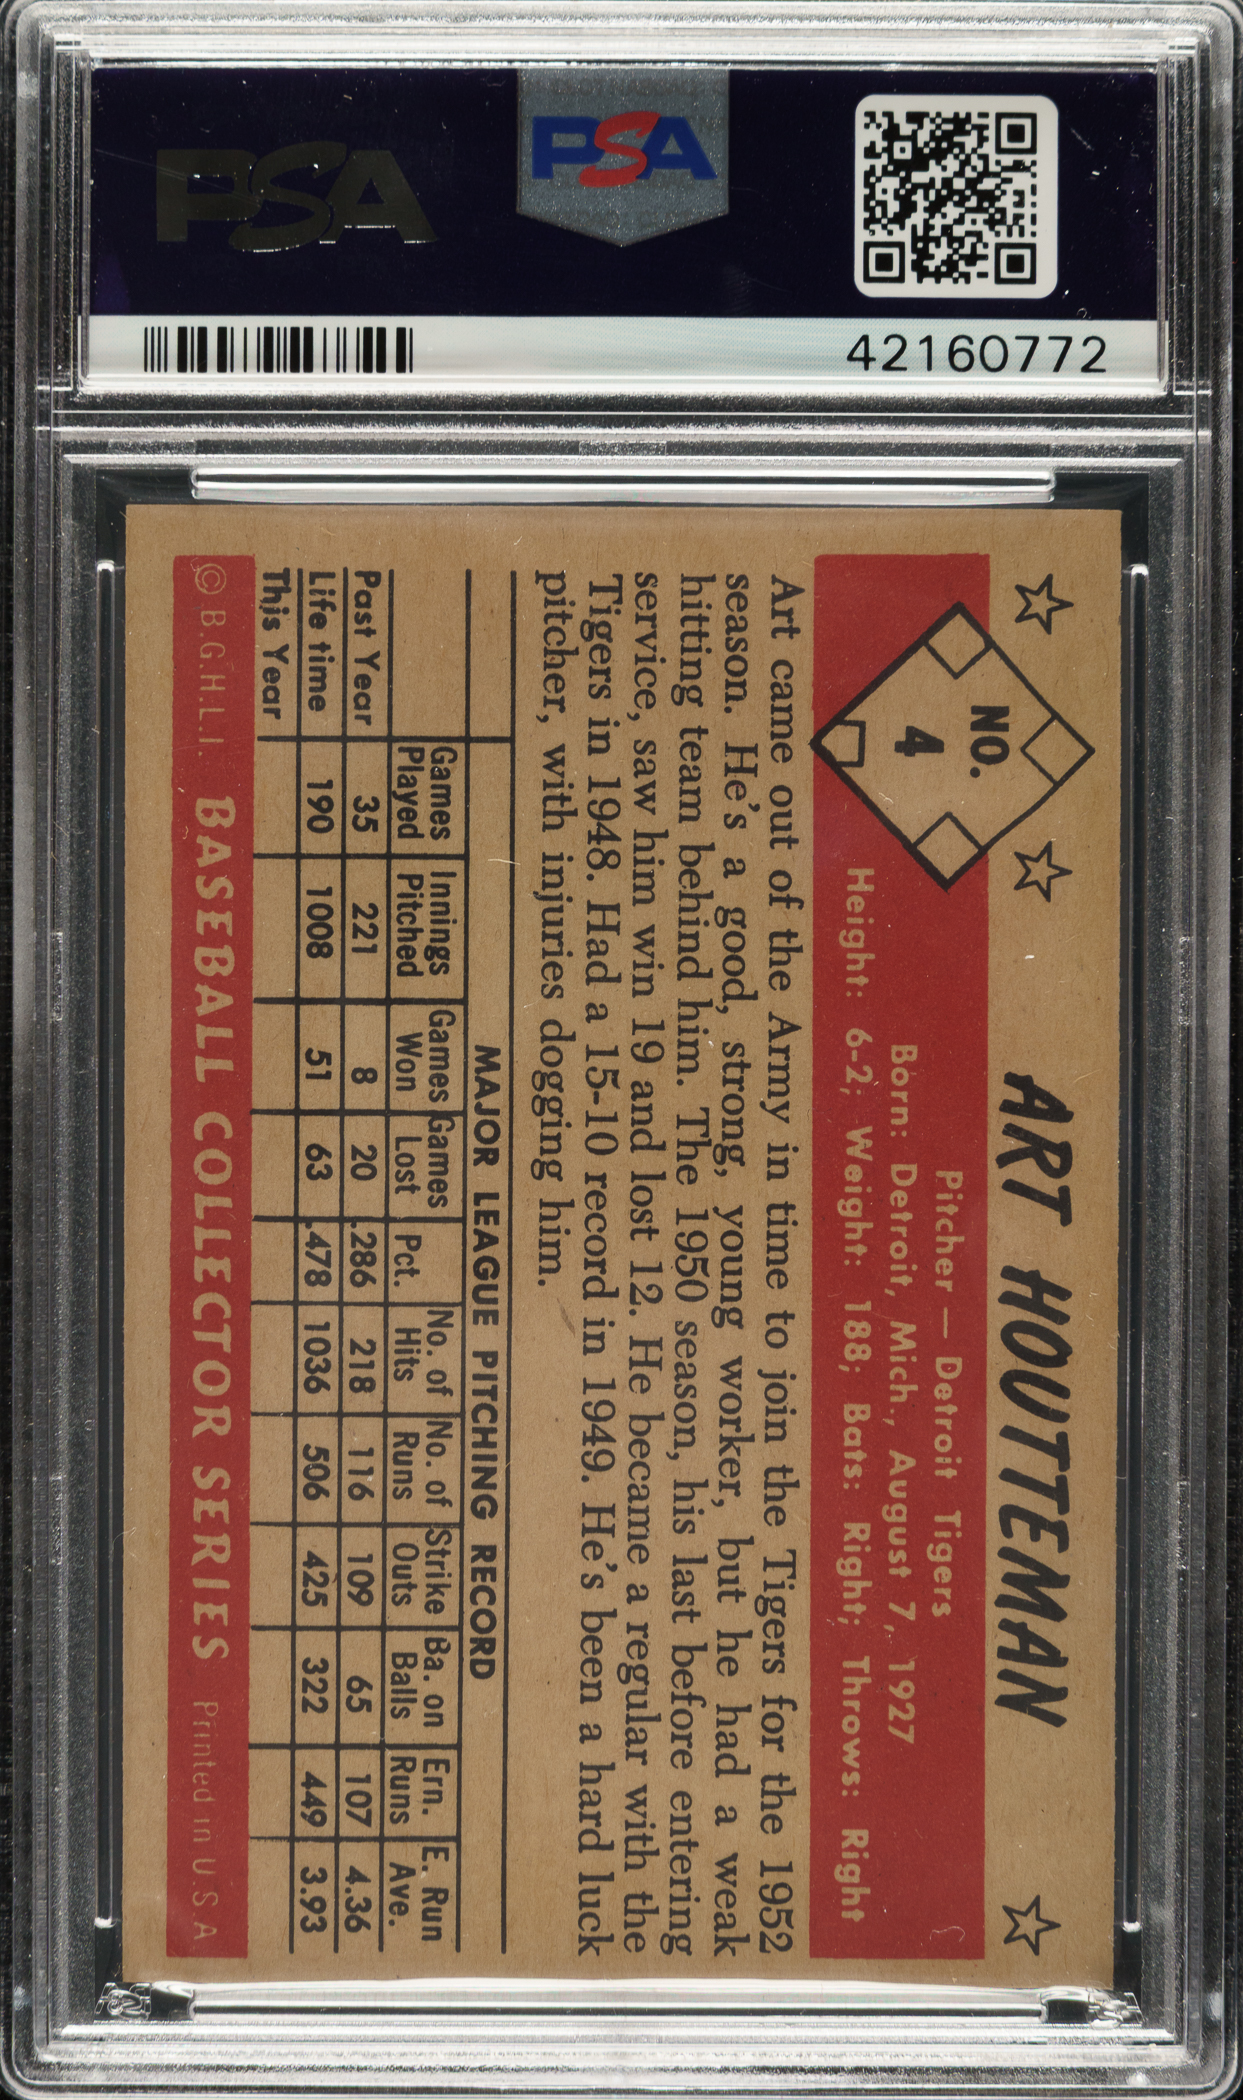 PSA
PSA
42160772
NO.
4
ART HOUTTEMAN
Pitcher — Detroit Tigers
Born: Detroit, Mich., August 7, 1927
Height: 6-2; Weight: 188; Bats: Right; Throws: Right
Art came out of the Army in time to join the Tigers for the 1952
season. He's a good, strong, young worker, but he had a weak
hitting team behind him. The 1950 season, his last before entering
service, saw him win 19 and lost 12. He became a regular with the
Tigers in 1948. Had a 15-10 record in 1949. He's been a hard luck
pitcher, with injuries dogging him.
MAJOR LEAGUE PITCHING RECORD
Games Innings Games Games No. of No. of Strike Ba. on Ern. E. Run
Played Pitched Won Lost Pct. Hits Runs Outs Balls Runs Ave.
Past Year 35 221 8 20 .286 218 116 109 65 107 4.36
Life time 190 1008 51 63 .478 1036 506 425 322 449 3.93
This Year
© B.G.H.L.I. BASEBALL COLLECTOR SERIES Printed in U.S.A